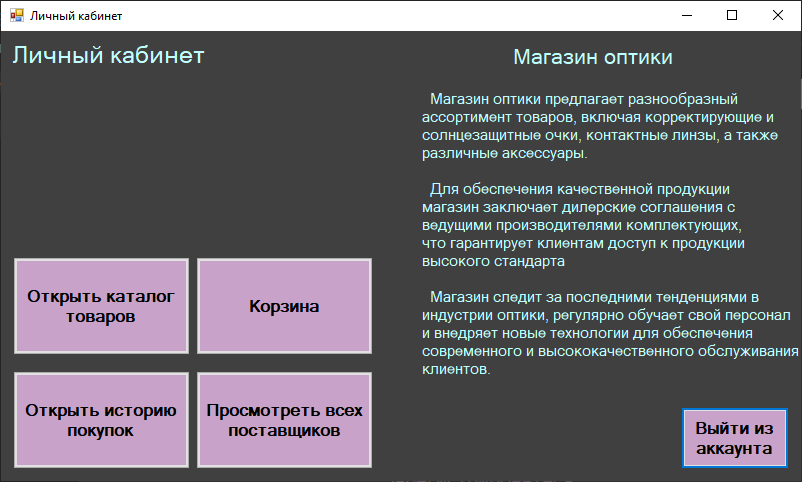 Личный кабинет
Личный кабинет
Магазин оптики
Магазин оптики предлагает разнообразный
ассортимент товаров, включая корректирующие и
солнцезащитные очки, контактные линзы, а также
различные аксессуары.
Для обеспечения качественной продукции
магазин заключает дилерские соглашения с
ведущими производителями комплектующих,
что гарантирует клиентам доступ к продукции
высокого стандарта
Магазин следит за последними тенденциями в
индустрии оптики, регулярно обучает свой персонал
и внедряет новые технологии для обеспечения
современного и высококачественного обслуживания
клиентов.
Открыть каталог
товаров
Корзина
Открыть историю
покупок
Просмотреть всех
поставщиков
Выйти из
аккаунта